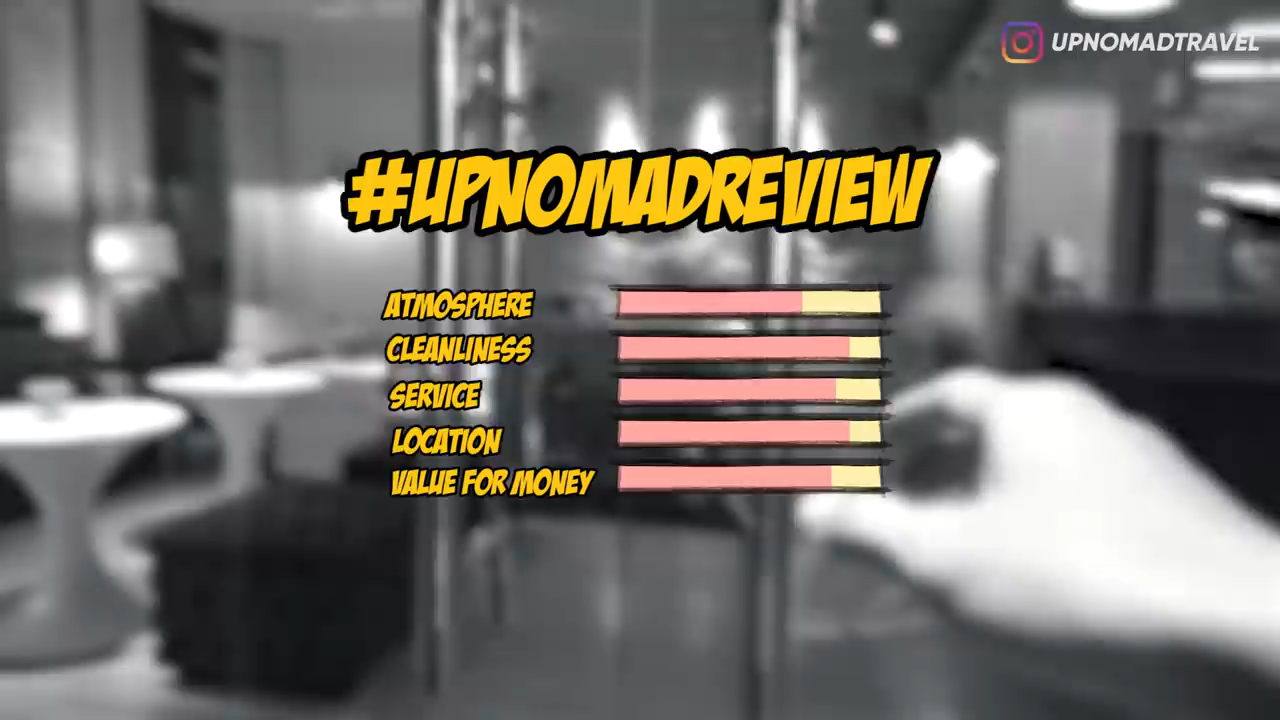 UPNOMADTRAVEL
#UPNOMADREVIEW
ATMOSPHERE
CLEANLINESS
SERVICE
LOCATION
VALUE FOR MONEY